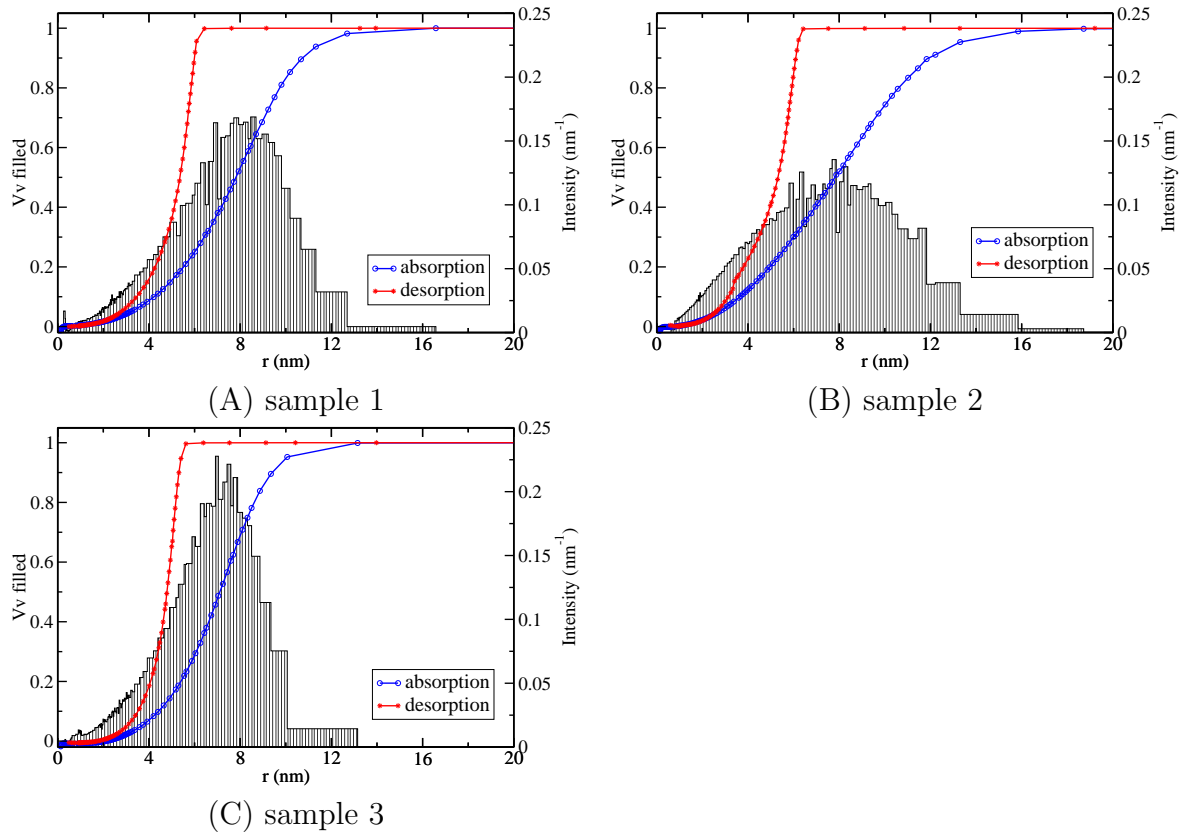 1
0.8
0.6
0.4
0.2
0
Vv filled
0.25
0.2
0.15
0.1
0.05
0
Intensity (nm⁻¹)
absorption
desorption
0 4 8 12 16 20
r (nm)
(A) sample 1
1
0.8
0.6
0.4
0.2
0
Vv filled
0.25
0.2
0.15
0.1
0.05
0
Intensity (nm⁻¹)
absorption
desorption
0 4 8 12 16 20
r (nm)
(B) sample 2
1
0.8
0.6
0.4
0.2
0
Vv filled
0.25
0.2
0.15
0.1
0.05
0
Intensity (nm⁻¹)
absorption
desorption
0 4 8 12 16 20
r (nm)
(C) sample 3